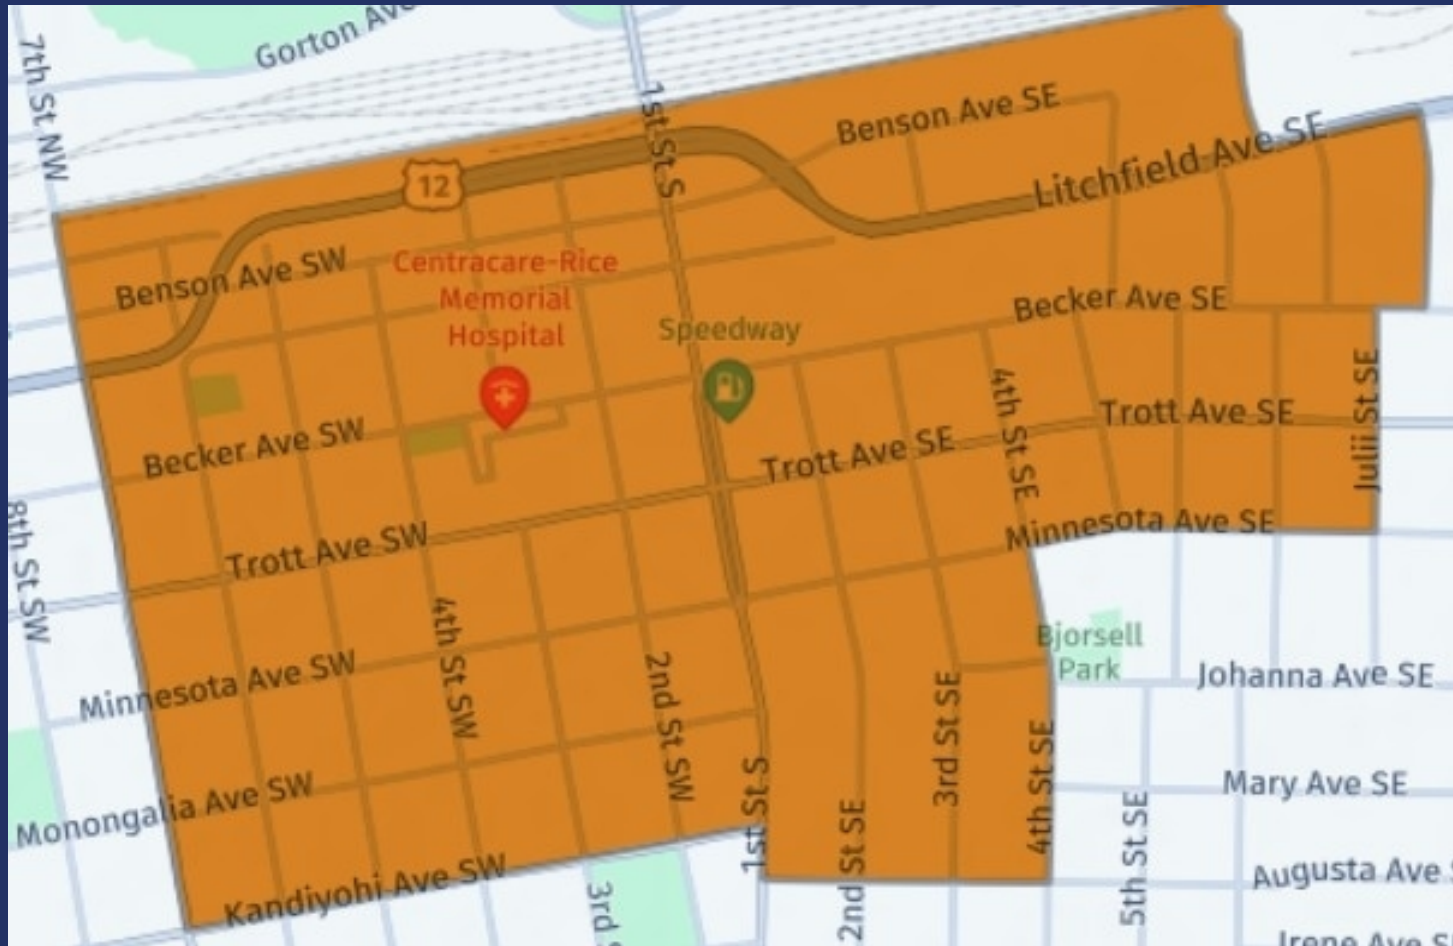 Gorton Ave
7th St NW
1st St S
Benson Ave SE
12
Litchfield Ave SE
Benson Ave SW
Centracare-Rice
Memorial
Hospital
Speedway
Becker Ave SE
4th St SE
Julii St SE
Becker Ave SW
Trott Ave SE
Trott Ave SE
8th St SW
Trott Ave SW
Minnesota Ave SE
4th St SW
Bjorsell
Park
Minnesota Ave SW
2nd St SW
3rd St SE
Johanna Ave SE
4th St SE
Monongalia Ave SW
1st St S
2nd St SE
Mary Ave SE
5th St SE
Kandiyohi Ave SW
3rd S
Augusta Ave
Irene Ave S